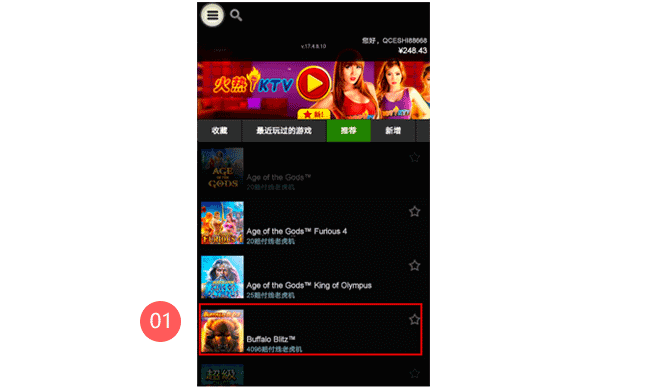 您好，QCESHI88668
v.17.4.8.10
¥248.43
火热 KTV
新!
收藏 最近玩过的游戏 推荐 新增
AGE
OF THE
GODS
Age of the Gods™
20赔付线老虎机
FURIOUS
Age of the Gods™ Furious 4
20赔付线老虎机
Age of the Gods™ King of Olympus
25赔付线老虎机
01
Buffalo Blitz™
4096赔付线老虎机
超級